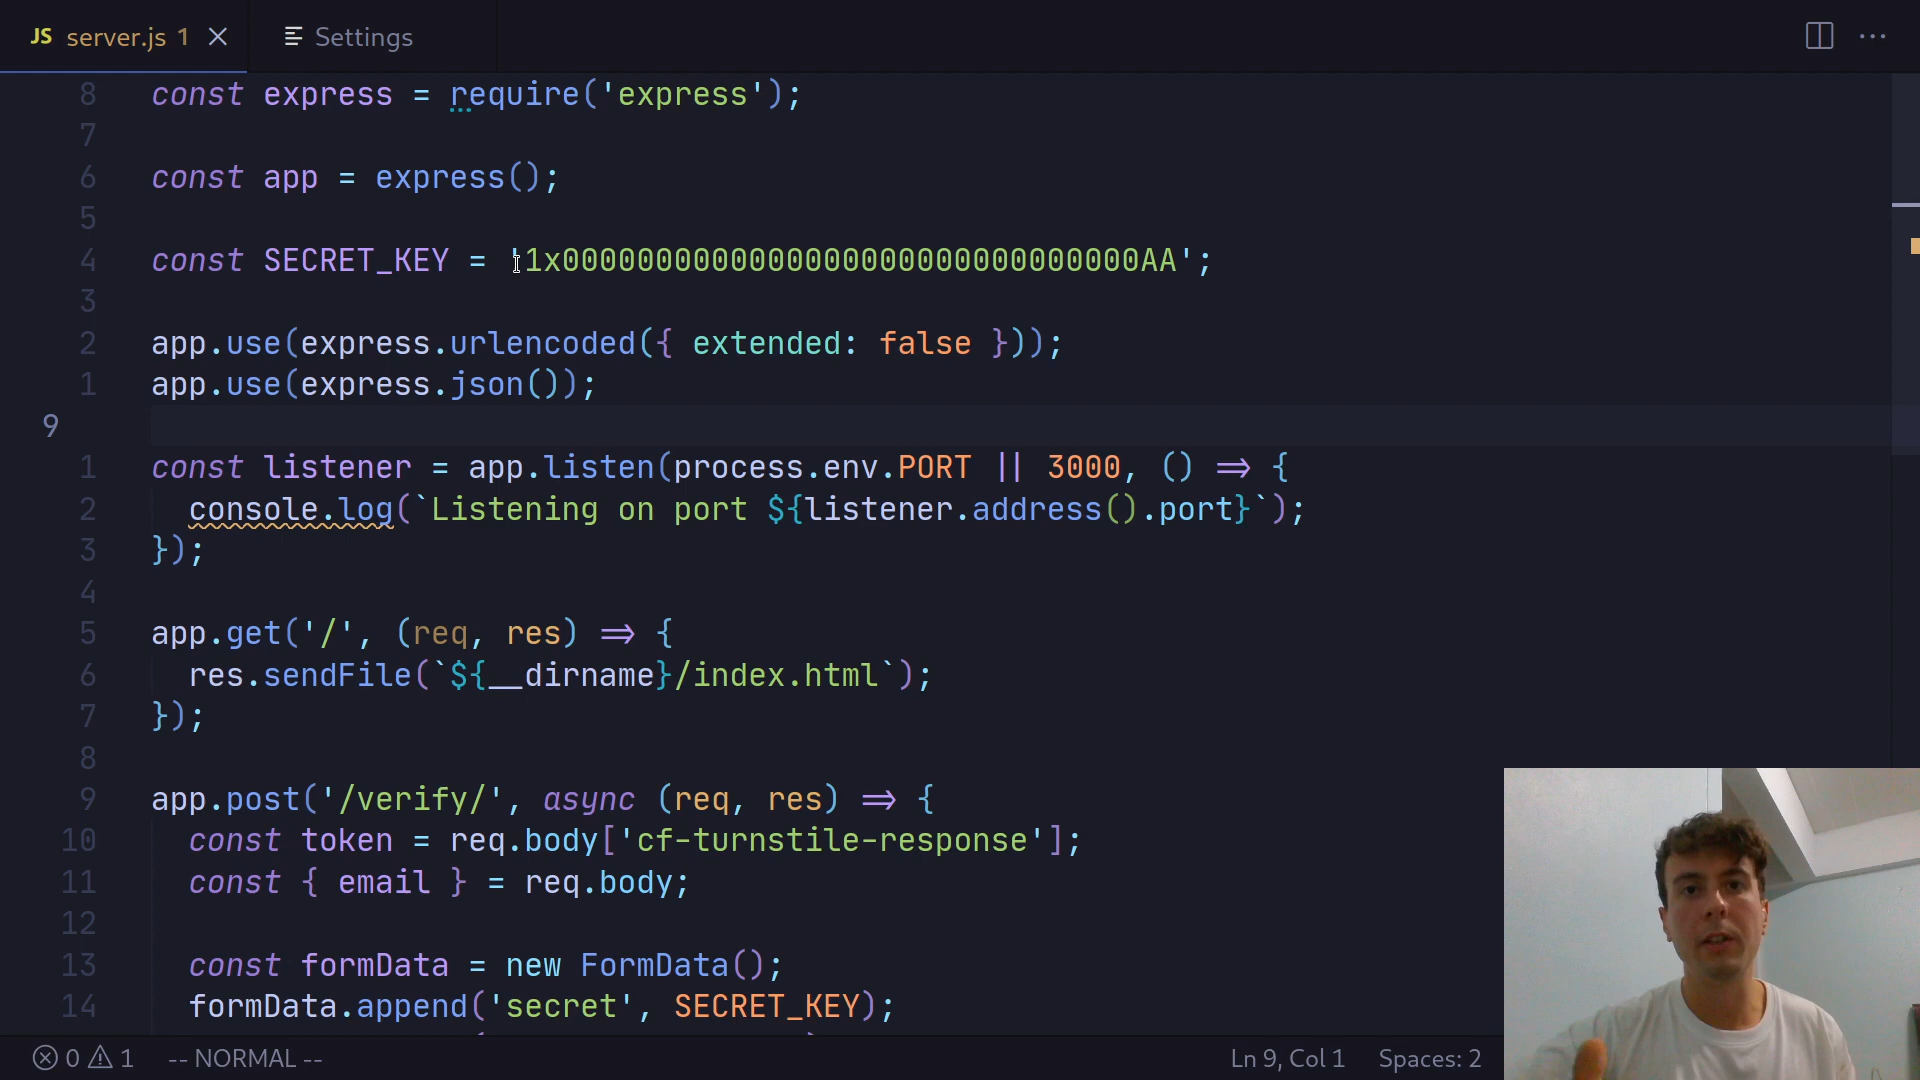 JS server.js 1 Settings
8 const express = require('express');
7
6 const app = express();
5
4 const SECRET_KEY = '1x0000000000000000000000000000000AA';
3
2 app.use(express.urlencoded({ extended: false }));
1 app.use(express.json());
9
1 const listener = app.listen(process.env.PORT || 3000, () => {
2 console.log(`Listening on port ${listener.address().port}`);
3 });
4
5 app.get('/', (req, res) => {
6 res.sendFile(`${__dirname}/index.html`);
7 });
8
9 app.post('/verify/', async (req, res) => {
10 const token = req.body['cf-turnstile-response'];
11 const { email } = req.body;
12
13 const formData = new FormData();
14 formData.append('secret', SECRET_KEY);
0 1 -- NORMAL -- Ln 9, Col 1 Spaces: 2